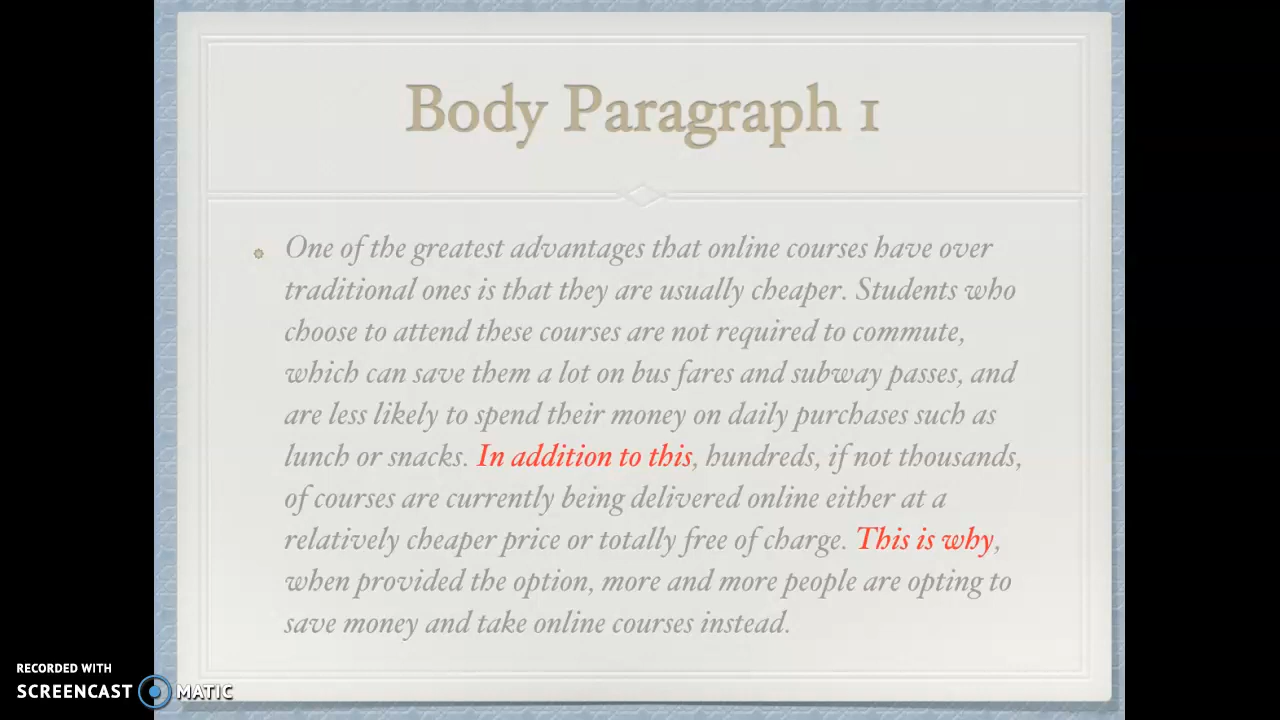 Body Paragraph 1
One of the greatest advantages that online courses have over
traditional ones is that they are usually cheaper. Students who
choose to attend these courses are not required to commute,
which can save them a lot on bus fares and subway passes, and
are less likely to spend their money on daily purchases such as
lunch or snacks. In addition to this, hundreds, if not thousands,
of courses are currently being delivered online either at a
relatively cheaper price or totally free of charge. This is why,
when provided the option, more and more people are opting to
save money and take online courses instead.
RECORDED WITH
SCREENCAST MATIC